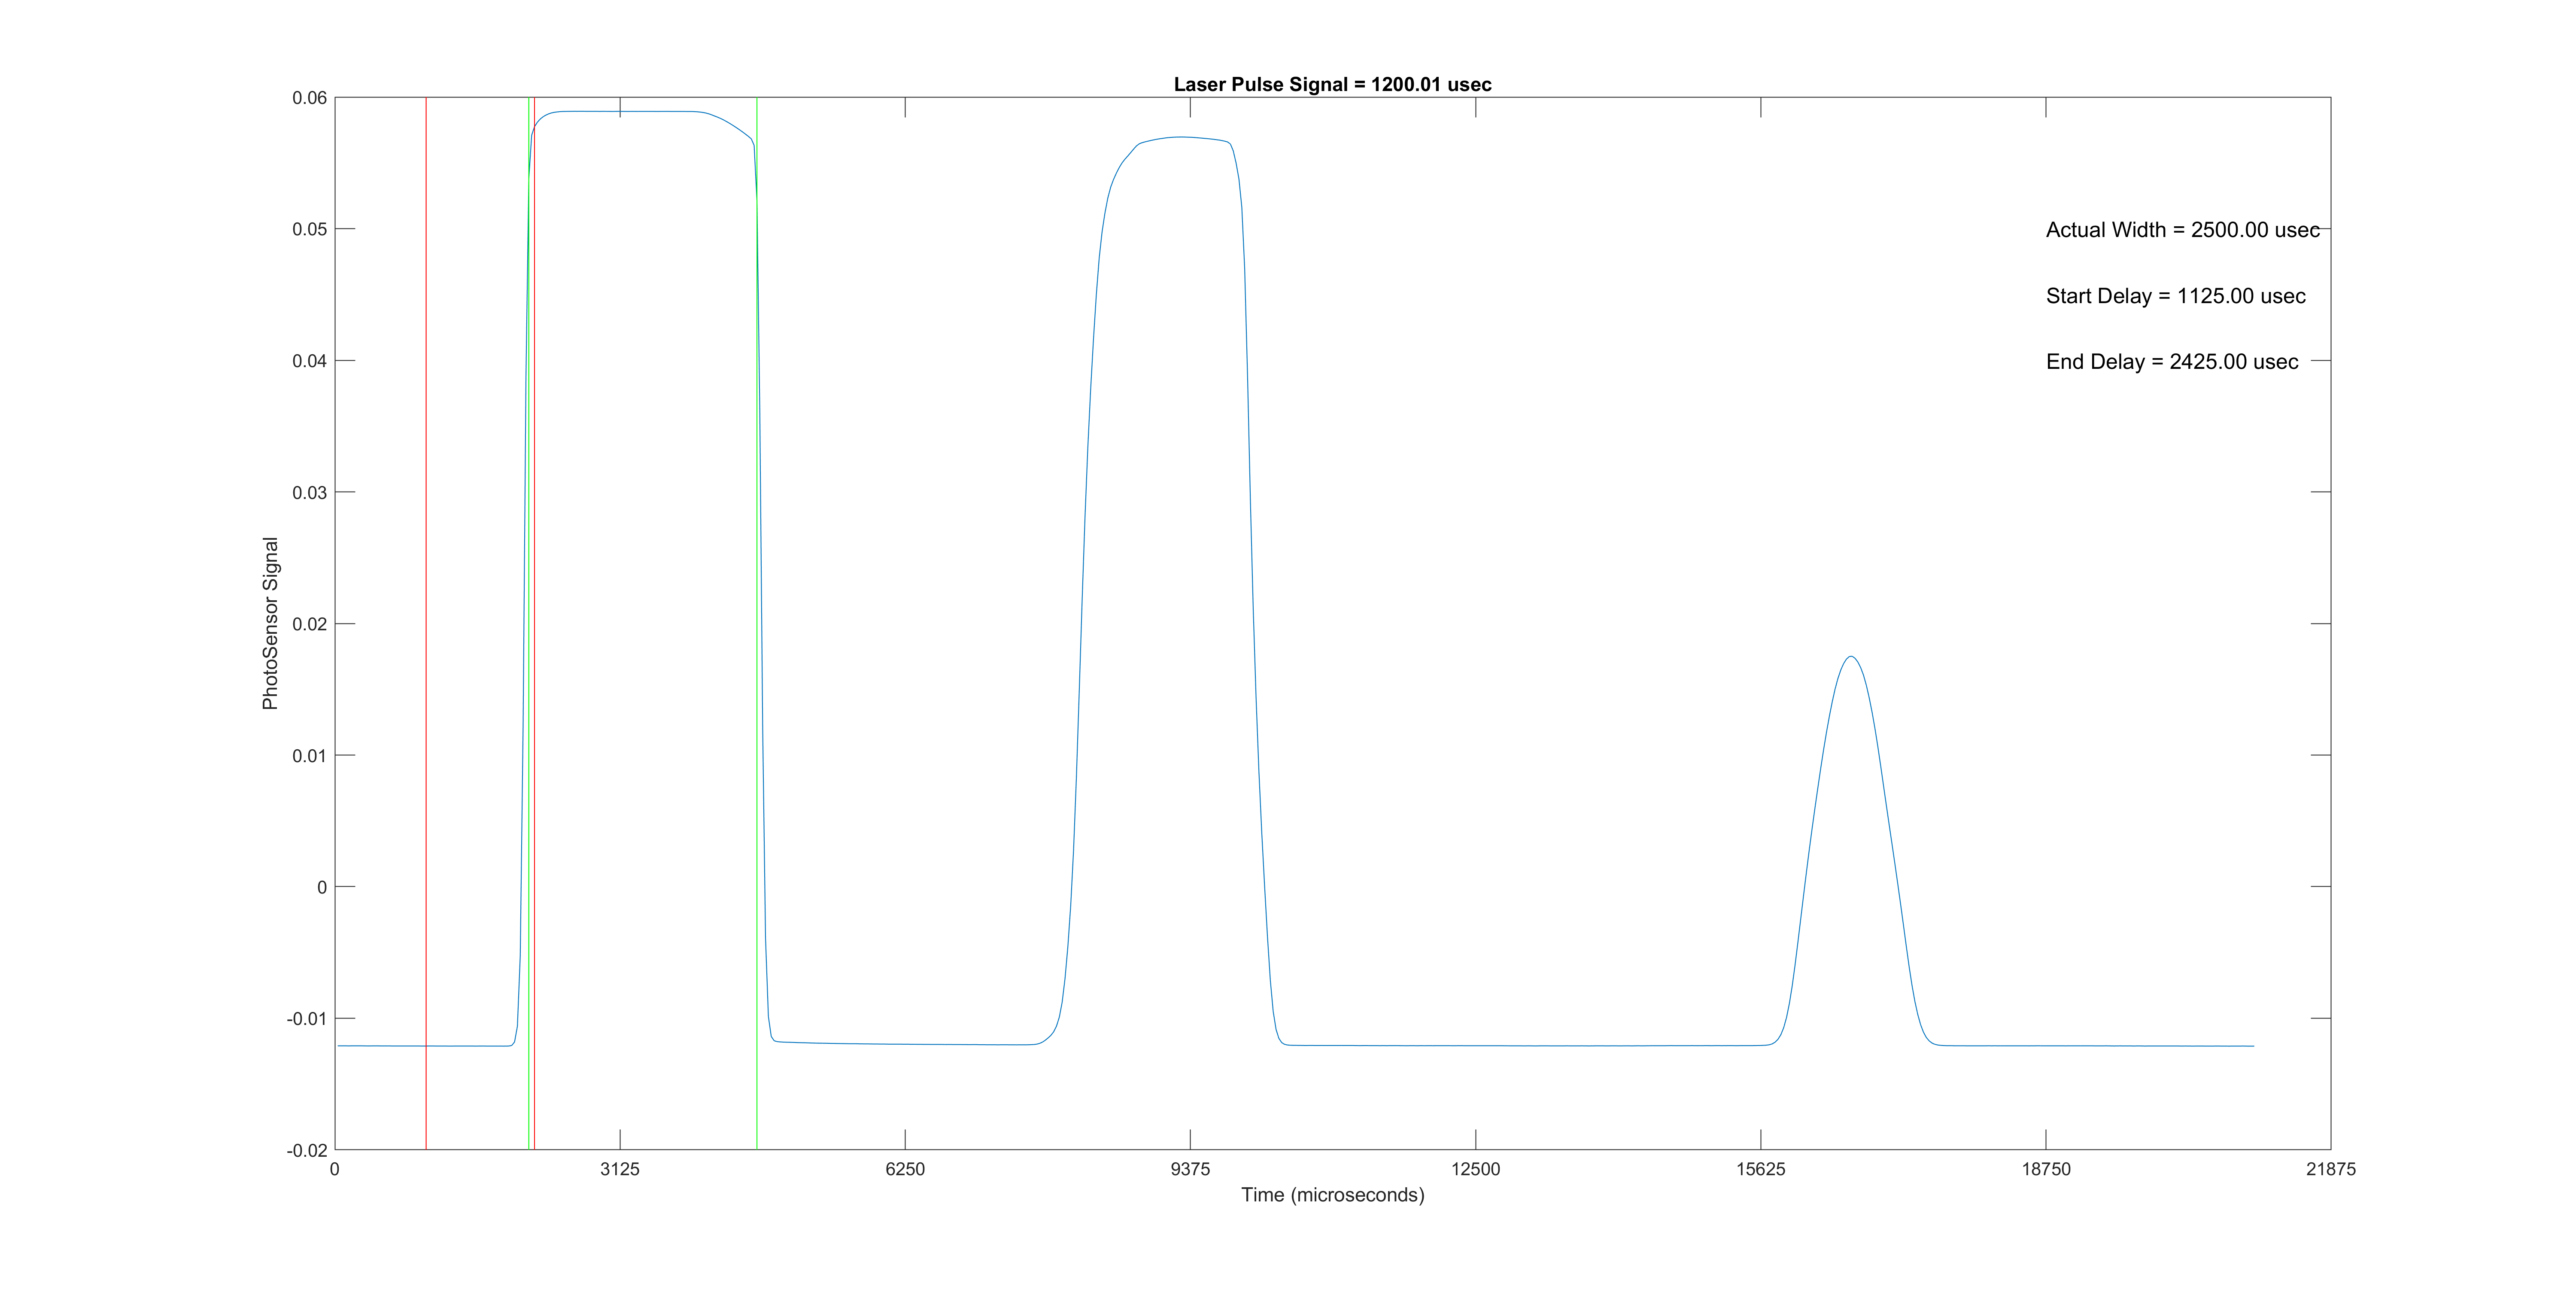 Laser Pulse Signal = 1200.01 usec
0.06
0.05
0.04
0.03
0.02
0.01
0
-0.01
-0.02
PhotoSensor Signal
Actual Width = 2500.00 usec
Start Delay = 1125.00 usec
End Delay = 2425.00 usec
0 3125 6250 9375 12500 15625 18750 21875
Time (microseconds)